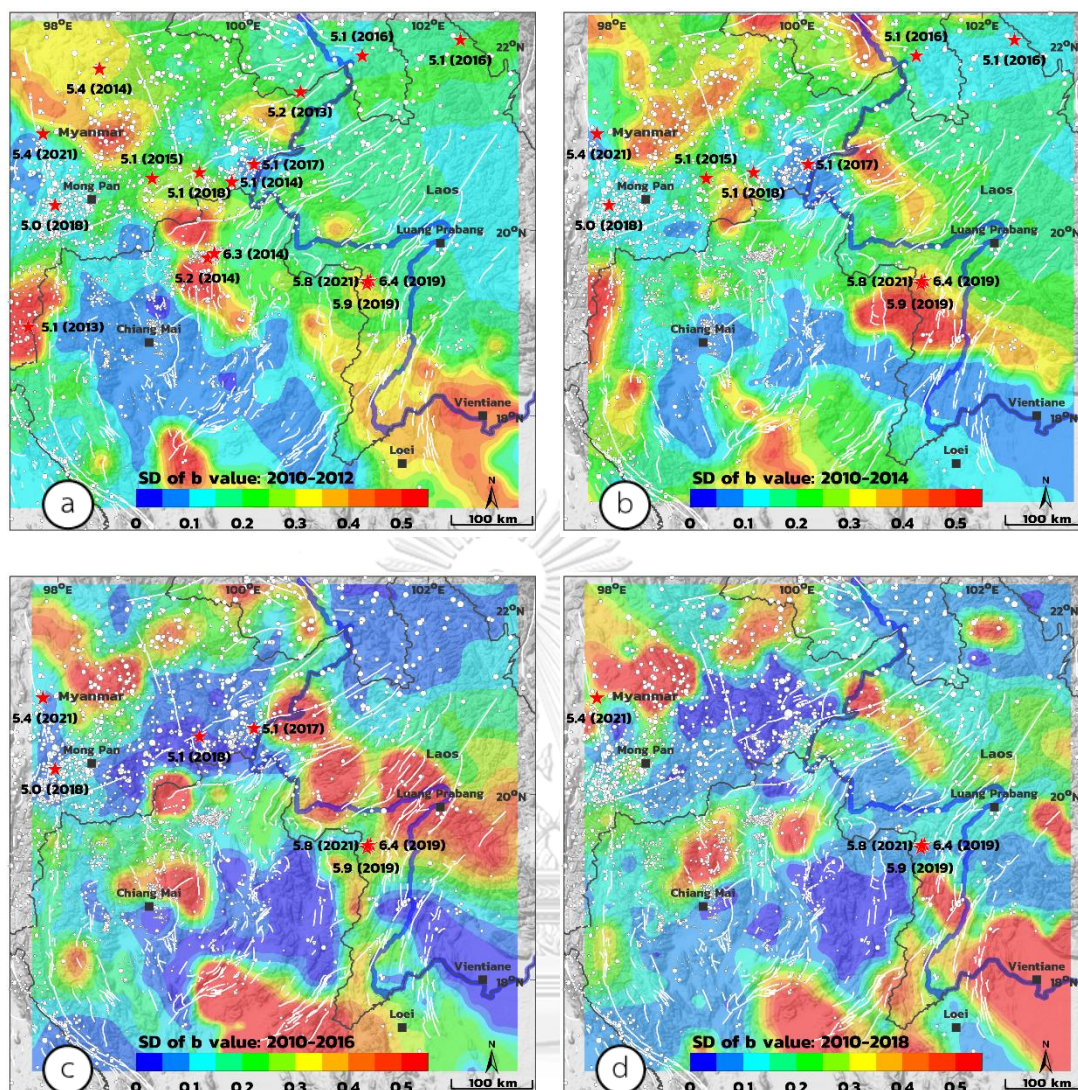 98°E
100°E
102°E
22°N
5.1 (2016)
5.1 (2016)
5.4 (2014)
5.2 (2013)
Myanmar
5.4 (2021)
5.1 (2015)
5.1 (2017)
5.1 (2014)
5.1 (2018)
Mong Pan
Laos
5.0 (2018)
20°N
Luang Prabang
6.3 (2014)
5.2 (2014)
5.8 (2021)
6.4 (2019)
5.9 (2019)
5.1 (2013)
Chiang Mai
Vientiane
18°N
Loei
SD of b value: 2010-2012
N
a
0 0.1 0.2 0.3 0.4 0.5
100 km
98°E
100°E
102°E
22°N
5.1 (2016)
5.1 (2016)
Myanmar
5.4 (2021)
5.1 (2015)
5.1 (2017)
5.1 (2018)
Mong Pan
Laos
5.0 (2018)
20°N
Luang Prabang
5.8 (2021)
6.4 (2019)
5.9 (2019)
Chiang Mai
Vientiane
18°N
Loei
SD of b value: 2010-2014
N
b
0 0.1 0.2 0.3 0.4 0.5
100 km
98°E
100°E
102°E
22°N
Myanmar
5.4 (2021)
5.1 (2017)
5.1 (2018)
Mong Pan
Laos
5.0 (2018)
20°N
Luang Prabang
5.8 (2021)
6.4 (2019)
5.9 (2019)
Chiang Mai
Vientiane
18°N
Loei
SD of b value: 2010-2016
N
c
0 0.1 0.2 0.3 0.4 0.5
100 km
98°E
100°E
102°E
22°N
Myanmar
5.4 (2021)
Mong Pan
Laos
20°N
Luang Prabang
5.8 (2021)
6.4 (2019)
5.9 (2019)
Chiang Mai
Vientiane
18°N
Loei
SD of b value: 2010-2018
N
d
0 0.1 0.2 0.3 0.4 0.5
100 km